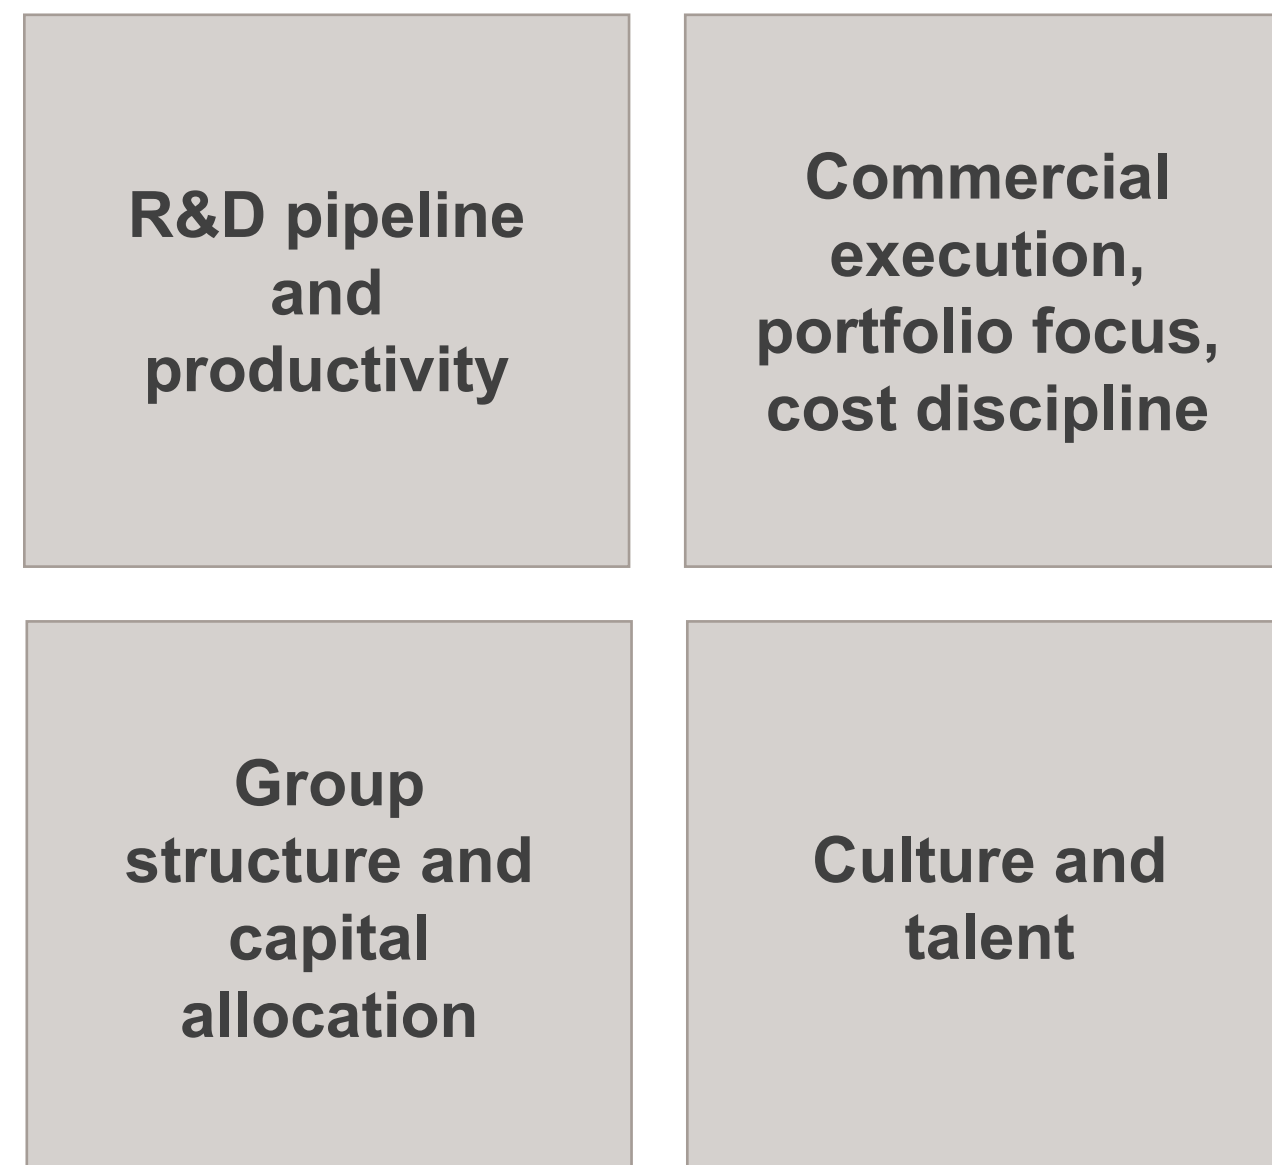 R&D pipeline
and
productivity
Commercial
execution,
portfolio focus,
cost discipline
Group
structure and
capital
allocation
Culture and
talent